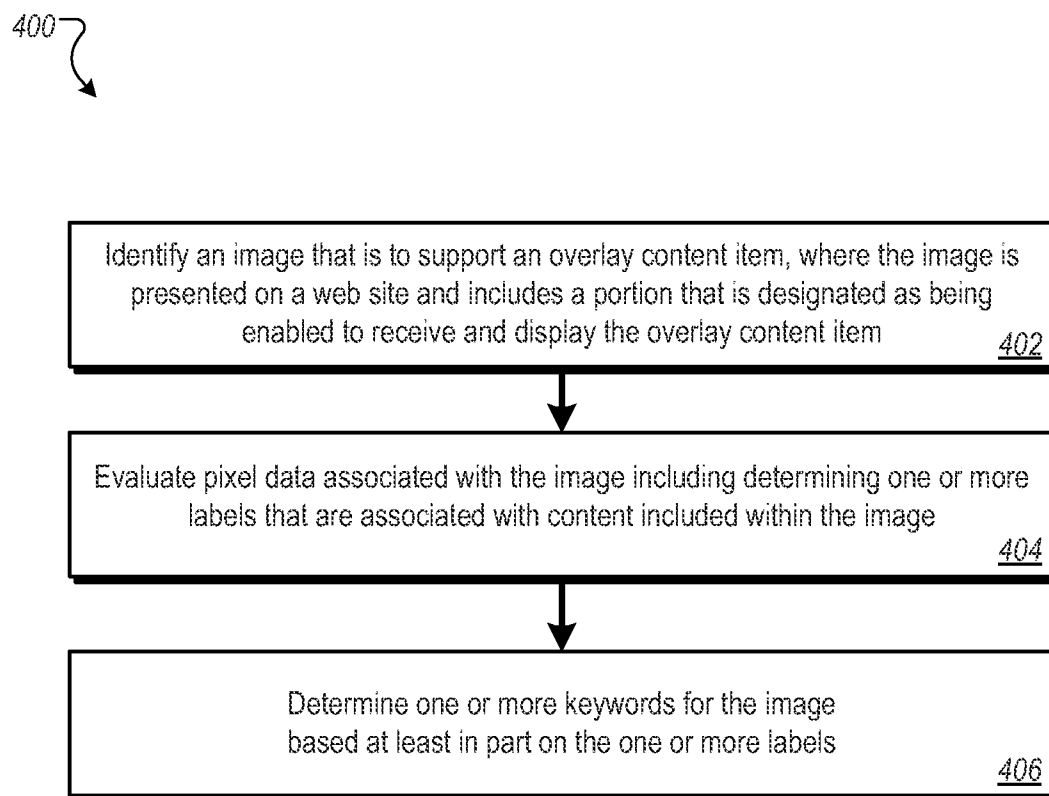 400
Identify an image that is to support an overlay content item, where the image is
presented on a web site and includes a portion that is designated as being
enabled to receive and display the overlay content item
402
Evaluate pixel data associated with the image including determining one or more
labels that are associated with content included within the image
404
Determine one or more keywords for the image
based at least in part on the one or more labels
406